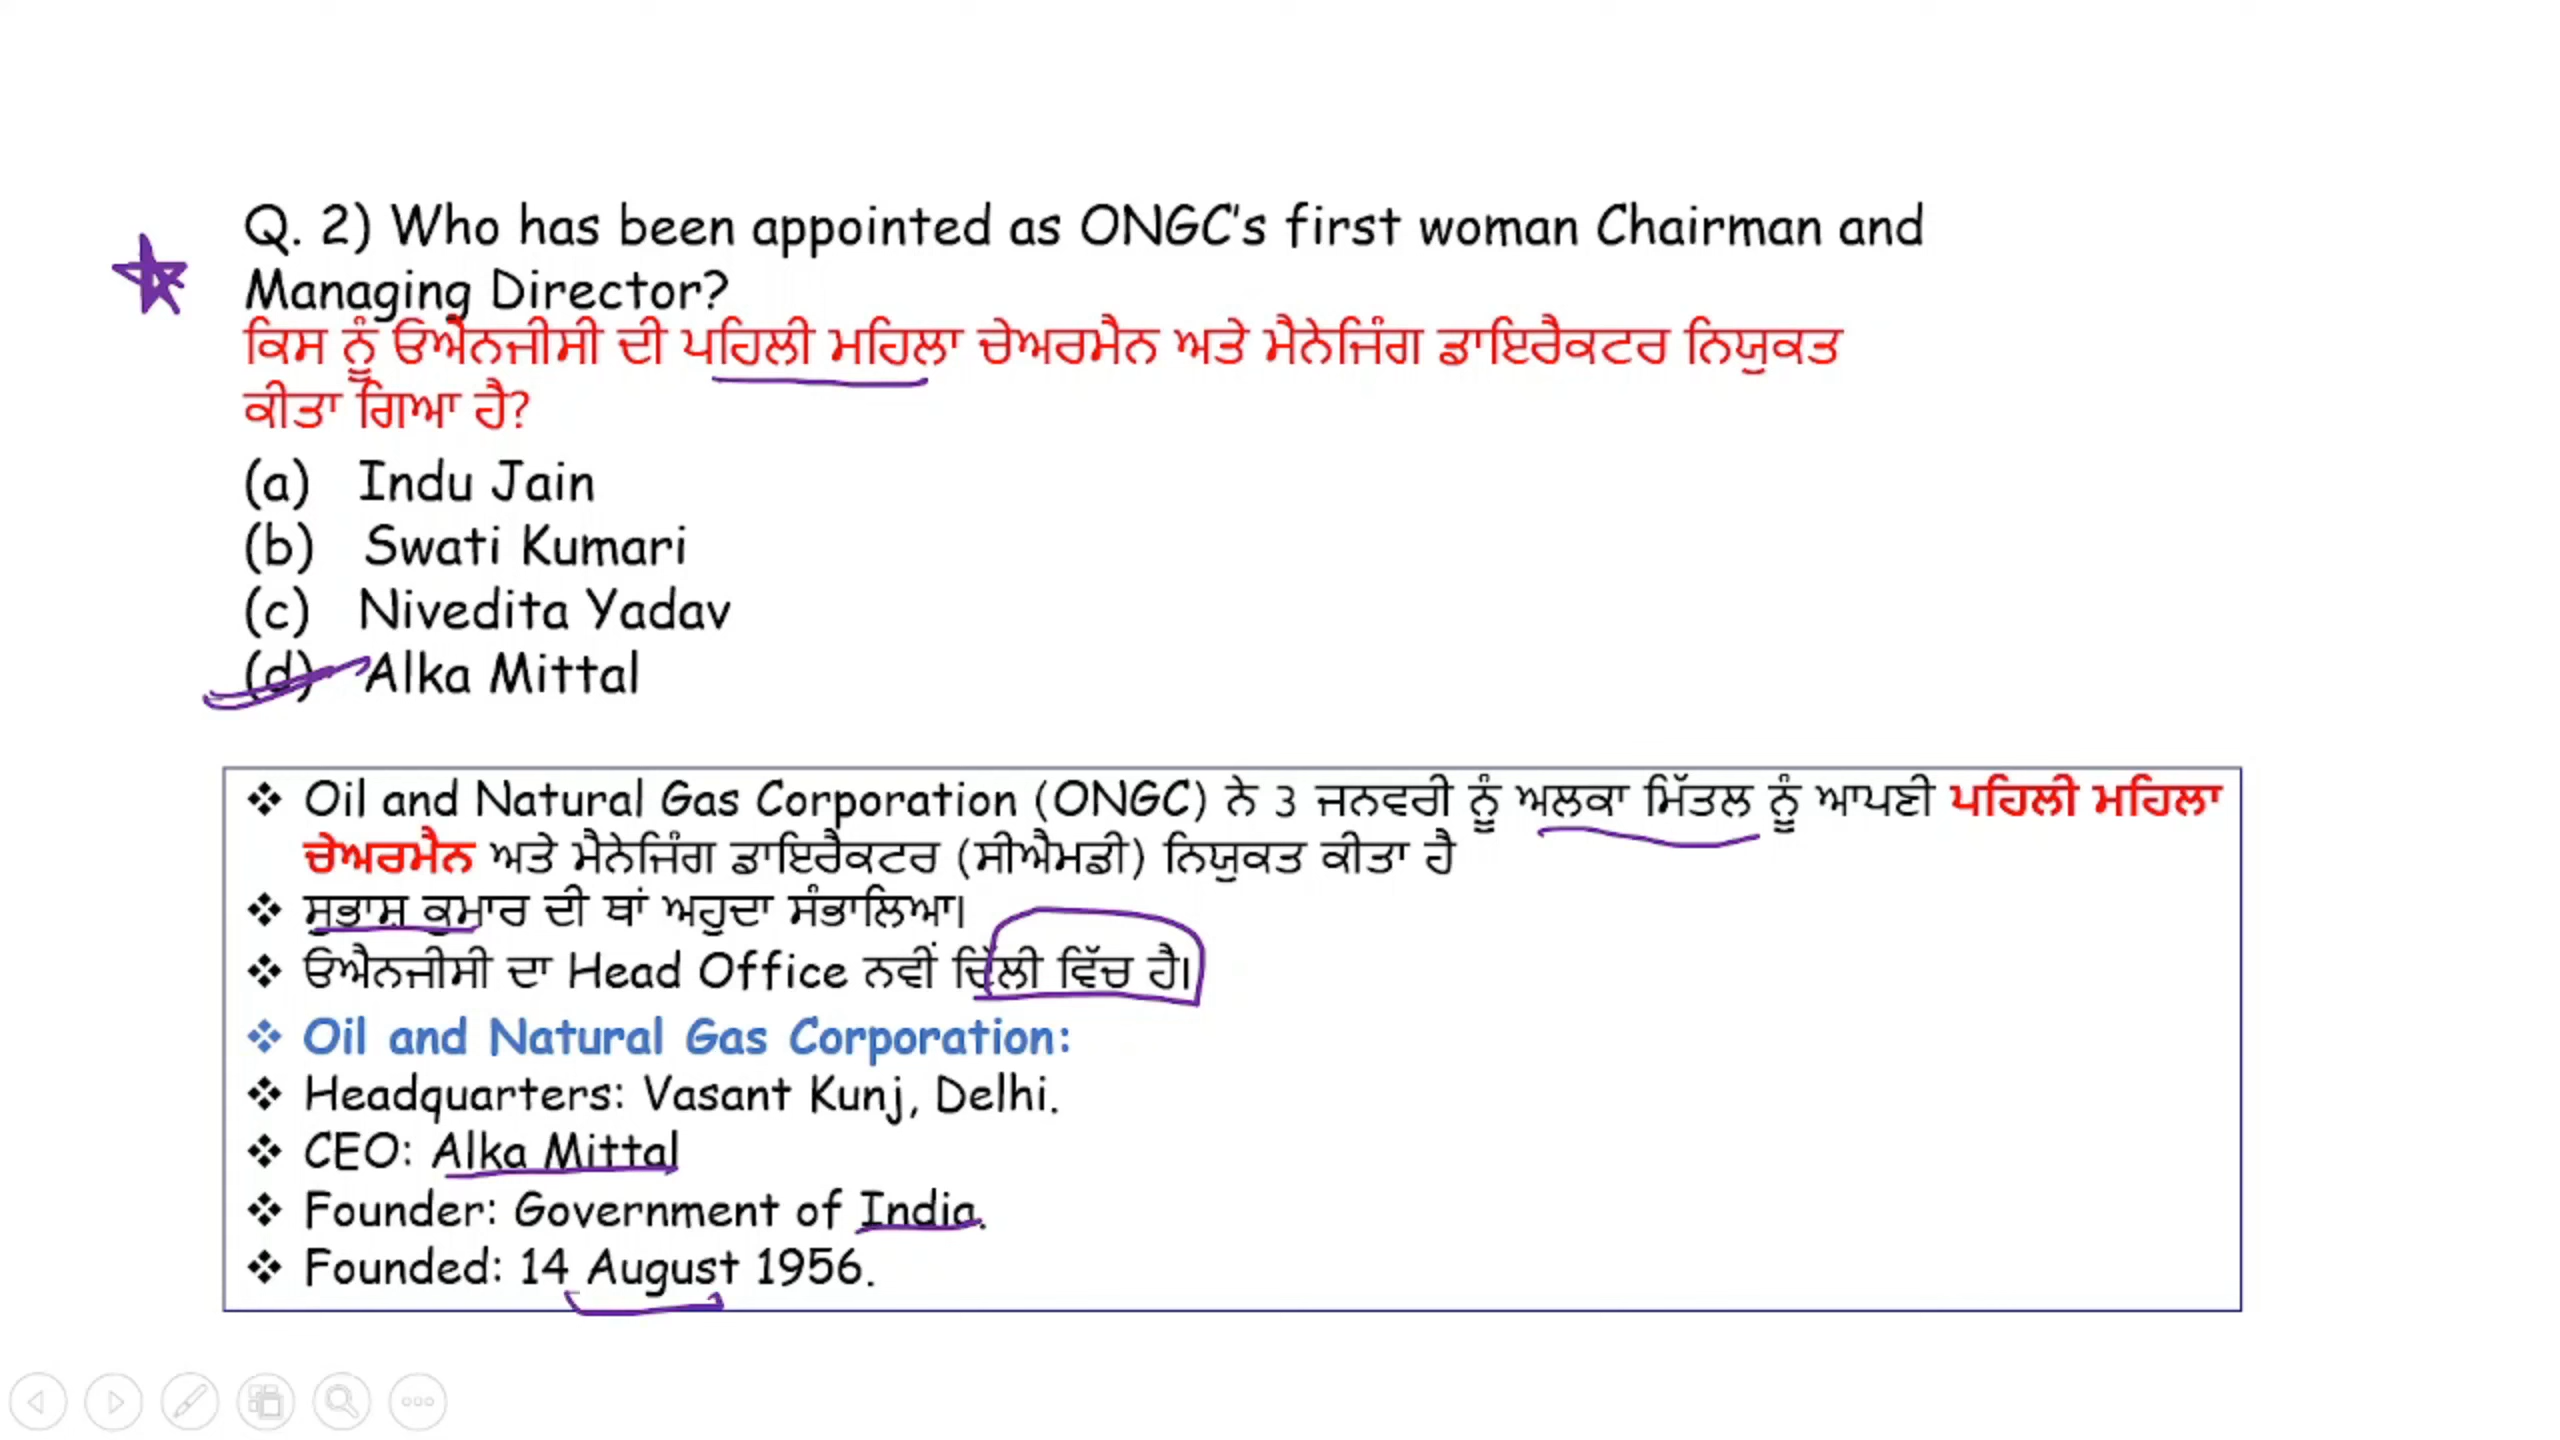 Q. 2) Who has been appointed as ONGC's first woman Chairman and
Managing Director?
ਕਿਸ ਨੂੰ ਓਐਨਜੀਸੀ ਦੀ ਪਹਿਲੀ ਮਹਿਲਾ ਚੇਅਰਮੈਨ ਅਤੇ ਮੈਨੇਜਿੰਗ ਡਾਇਰੈਕਟਰ ਨਿਯੁਕਤ
ਕੀਤਾ ਗਿਆ ਹੈ?
(a) Indu Jain
(b) Swati Kumari
(c) Nivedita Yadav
(d) Alka Mittal
❖ Oil and Natural Gas Corporation (ONGC) ਨੇ 3 ਜਨਵਰੀ ਨੂੰ ਅਲਕਾ ਮਿੱਤਲ ਨੂੰ ਆਪਣੀ ਪਹਿਲੀ ਮਹਿਲਾ
ਚੇਅਰਮੈਨ ਅਤੇ ਮੈਨੇਜਿੰਗ ਡਾਇਰੈਕਟਰ (ਸੀਐਮਡੀ) ਨਿਯੁਕਤ ਕੀਤਾ ਹੈ
❖ ਸੁਭਾਸ਼ ਕੁਮਾਰ ਦੀ ਥਾਂ ਅਹੁਦਾ ਸੰਭਾਲਿਆ।
❖ ਓਐਨਜੀਸੀ ਦਾ Head Office ਨਵੀਂ ਦਿੱਲੀ ਵਿੱਚ ਹੈ।
❖ Oil and Natural Gas Corporation:
❖ Headquarters: Vasant Kunj, Delhi.
❖ CEO: Alka Mittal
❖ Founder: Government of India.
❖ Founded: 14 August 1956.